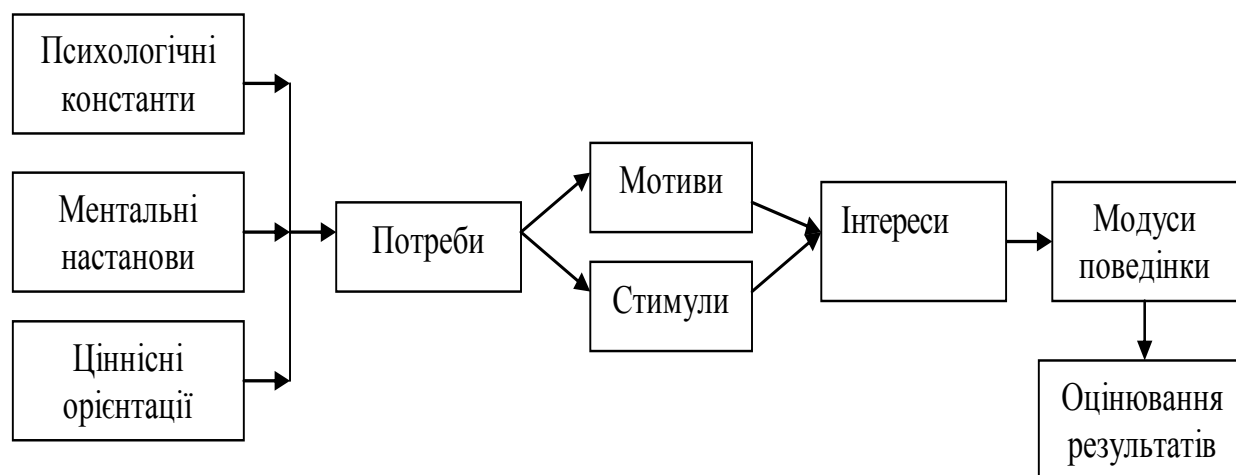 Психологічні
константи
Ментальні
настанови
Ціннісні
орієнтації
Потреби
Мотиви
Стимули
Інтереси
Модуси
поведінки
Оцінювання
результатів